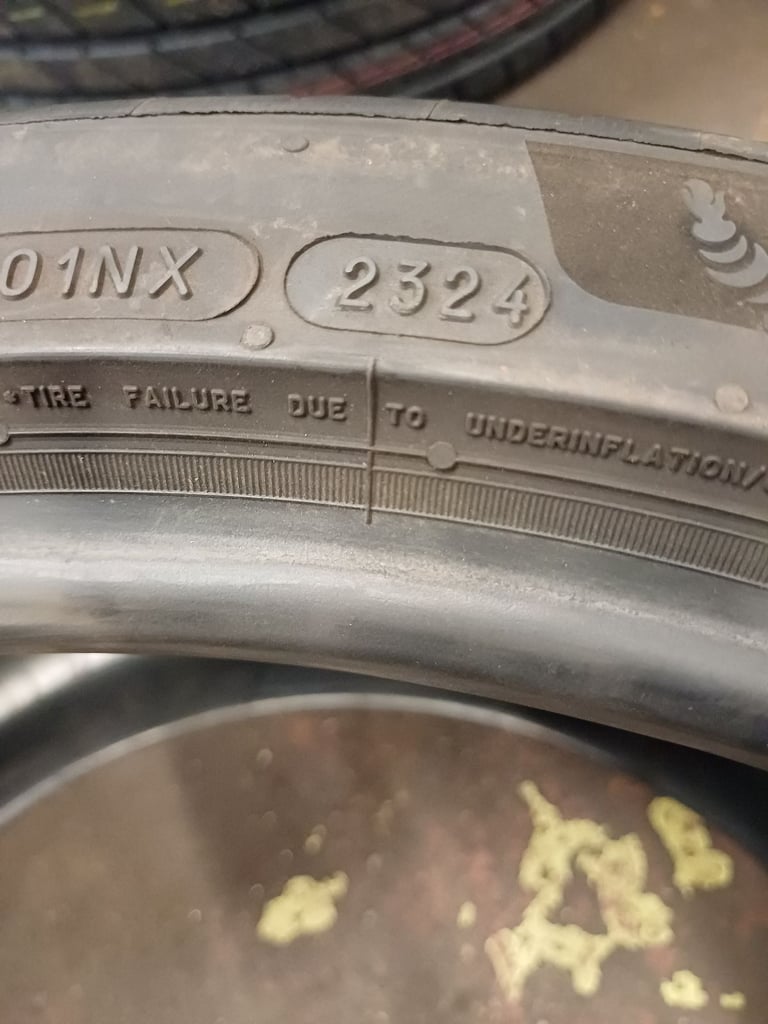 01NX 2324
*TIRE FAILURE DUE TO UNDERINFLATION/